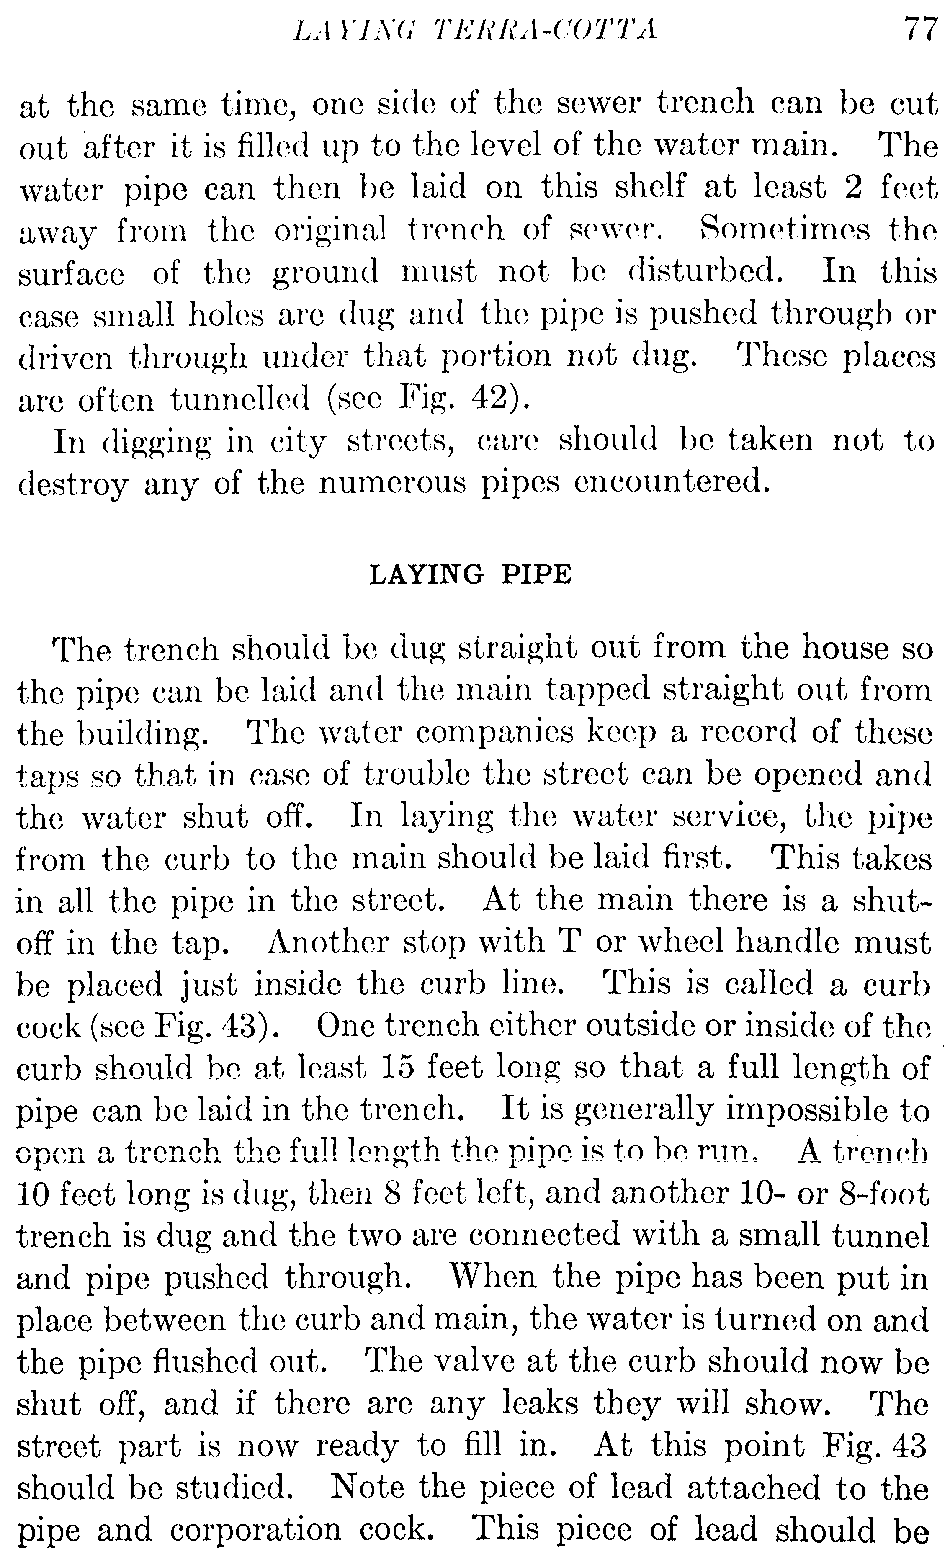 LAYING TERRA-COTTA 77
at the same time, one side of the sewer trench can be cut
out after it is filled up to the level of the water main. The
water pipe can then be laid on this shelf at least 2 feet
away from the original trench of sewer. Sometimes the
surface of the ground must not be disturbed. In this
case small holes are dug and the pipe is pushed through or
driven through under that portion not dug. These places
are often tunnelled (see Fig. 42).
In digging in city streets, care should be taken not to
destroy any of the numerous pipes encountered.
LAYING PIPE
The trench should be dug straight out from the house so
the pipe can be laid and the main tapped straight out from
the building. The water companies keep a record of these
taps so that in case of trouble the street can be opened and
the water shut off. In laying the water service, the pipe
from the curb to the main should be laid first. This takes
in all the pipe in the street. At the main there is a shut-
off in the tap. Another stop with T or wheel handle must
be placed just inside the curb line. This is called a curb
cock (see Fig. 43). One trench either outside or inside of the
curb should be at least 15 feet long so that a full length of
pipe can be laid in the trench. It is generally impossible to
open a trench the full length the pipe is to be run. A trench
10 feet long is dug, then 8 feet left, and another 10- or 8-foot
trench is dug and the two are connected with a small tunnel
and pipe pushed through. When the pipe has been put in
place between the curb and main, the water is turned on and
the pipe flushed out. The valve at the curb should now be
shut off, and if there are any leaks they will show. The
street part is now ready to fill in. At this point Fig. 43
should be studied. Note the piece of lead attached to the
pipe and corporation cock. This piece of lead should be